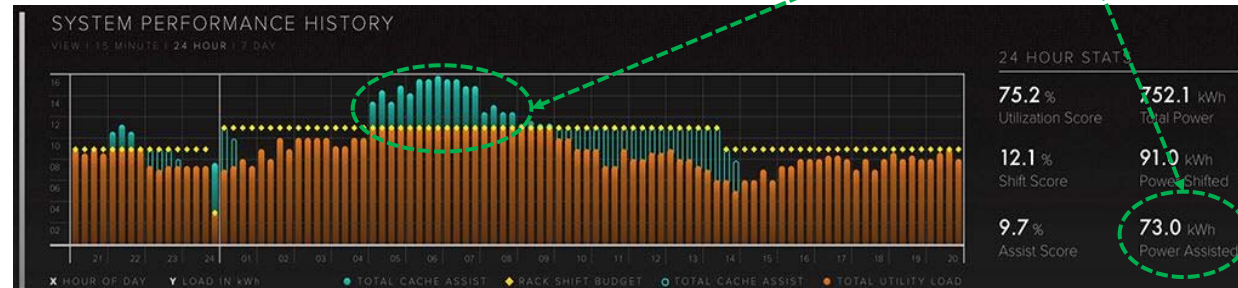 SYSTEM PERFORMANCE HISTORY
VIEW | 15 MINUTE | 24 HOUR | 7 DAY
16
14
12
10
08
06
04
02
21 22 23 24 01 02 03 04 05 06 07 08 09 10 11 12 13 14 15 16 17 18 19 20
X HOUR OF DAY Y LOAD IN kWh TOTAL CACHE ASSIST RACK SHIFT BUDGET TOTAL CACHE ASSIST TOTAL UTILITY LOAD
24 HOUR STATS
75.2 % 752.1 kWh
Utilization Score Total Power
12.1 % 91.0 kWh
Shift Score Power Shifted
9.7 % 73.0 kWh
Assist Score Power Assisted